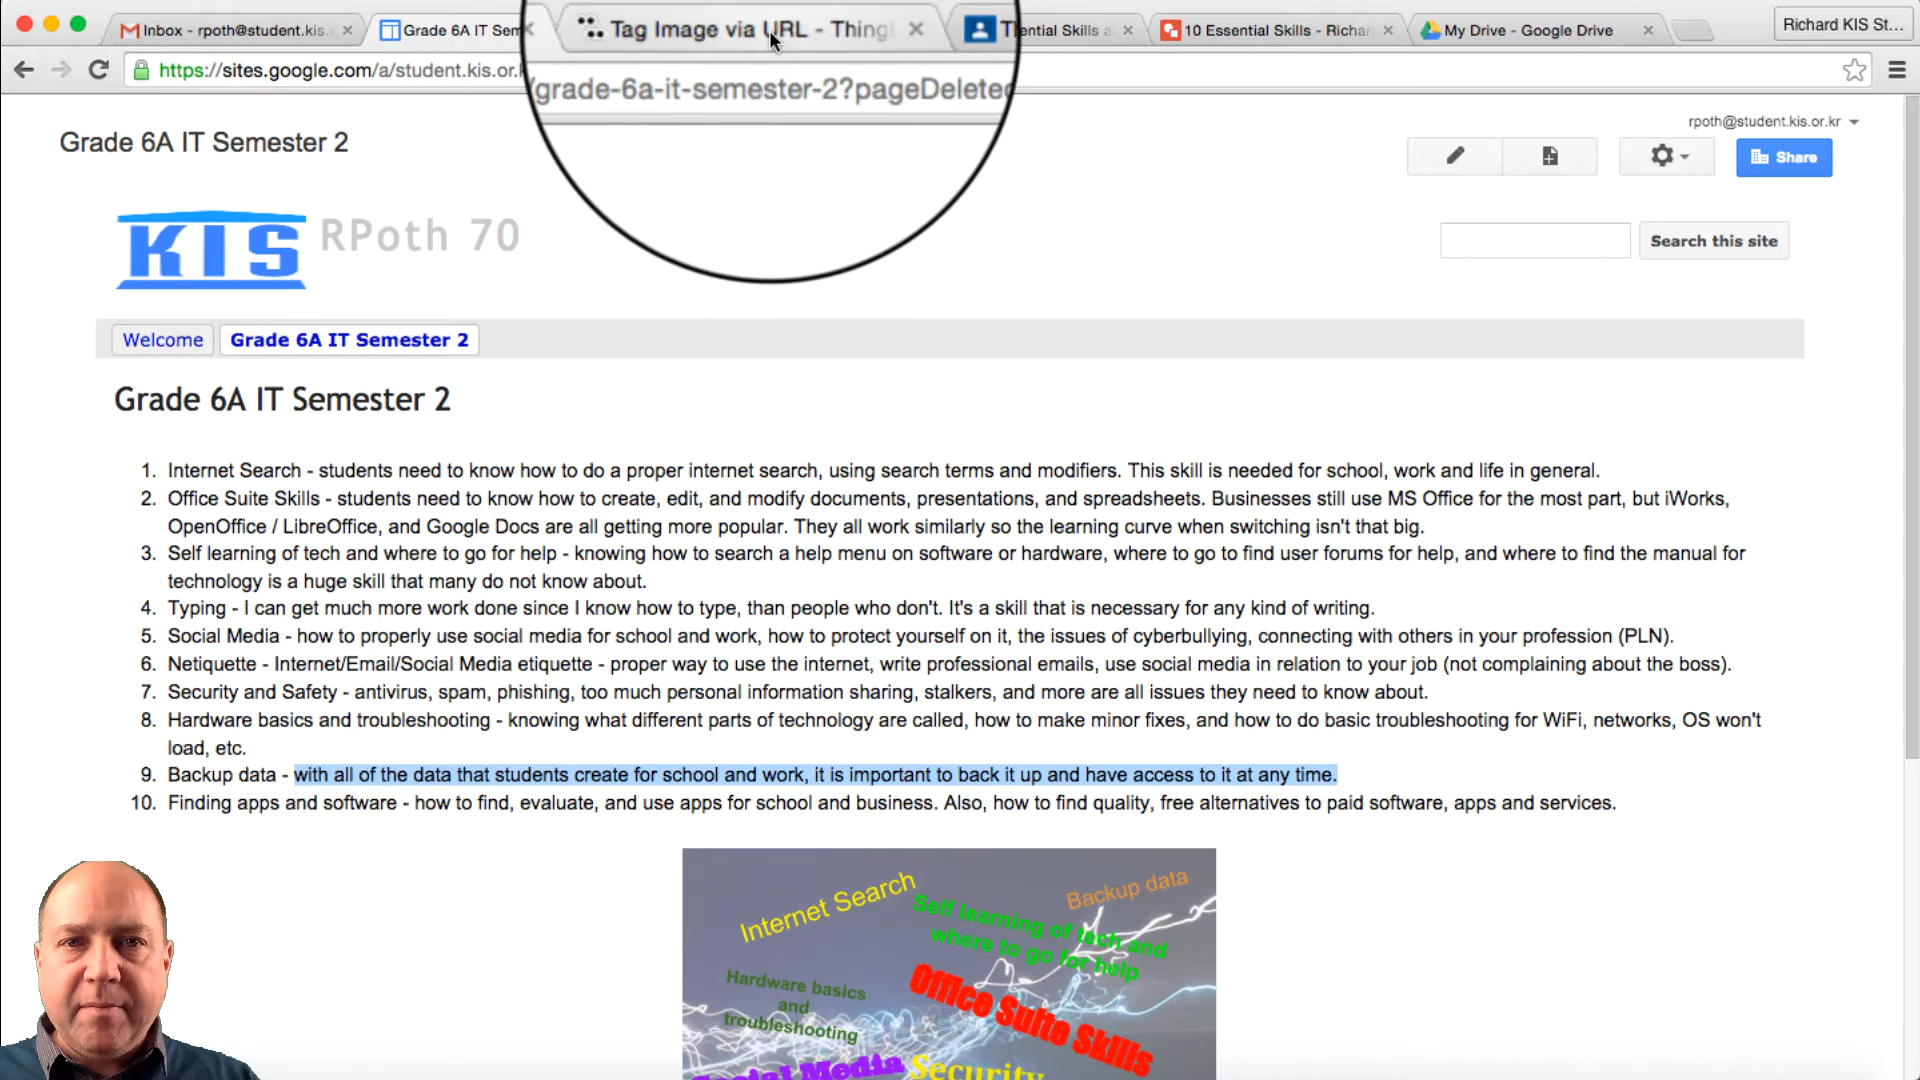 Inbox - rpoth@student.kis.
Grade 6A IT Sem
Tag Image via URL - Thing
ential Skills a
10 Essential Skills - Richar
My Drive - Google Drive
Richard KIS St...
https://sites.google.com/a/student.kis.or.
/grade-6a-it-semester-2?pageDeleted
rpoth@student.kis.or.kr
Grade 6A IT Semester 2
Share
KIS RPoth 70
Search this site
Welcome
Grade 6A IT Semester 2
Grade 6A IT Semester 2
1. Internet Search - students need to know how to do a proper internet search, using search terms and modifiers. This skill is needed for school, work and life in general.
2. Office Suite Skills - students need to know how to create, edit, and modify documents, presentations, and spreadsheets. Businesses still use MS Office for the most part, but iWorks,
OpenOffice / LibreOffice, and Google Docs are all getting more popular. They all work similarly so the learning curve when switching isn't that big.
3. Self learning of tech and where to go for help - knowing how to search a help menu on software or hardware, where to go to find user forums for help, and where to find the manual for
technology is a huge skill that many do not know about.
4. Typing - I can get much more work done since I know how to type, than people who don't. It's a skill that is necessary for any kind of writing.
5. Social Media - how to properly use social media for school and work, how to protect yourself on it, the issues of cyberbullying, connecting with others in your profession (PLN).
6. Netiquette - Internet/Email/Social Media etiquette - proper way to use the internet, write professional emails, use social media in relation to your job (not complaining about the boss).
7. Security and Safety - antivirus, spam, phishing, too much personal information sharing, stalkers, and more are all issues they need to know about.
8. Hardware basics and troubleshooting - knowing what different parts of technology are called, how to make minor fixes, and how to do basic troubleshooting for WiFi, networks, OS won't
load, etc.
9. Backup data - with all of the data that students create for school and work, it is important to back it up and have access to it at any time.
10. Finding apps and software - how to find, evaluate, and use apps for school and business. Also, how to find quality, free alternatives to paid software, apps and services.
Internet Search
Backup data
Self learning of tech and
where to go for help
Hardware basics
and
troubleshooting
Office Suite Skills
Social Media
Security